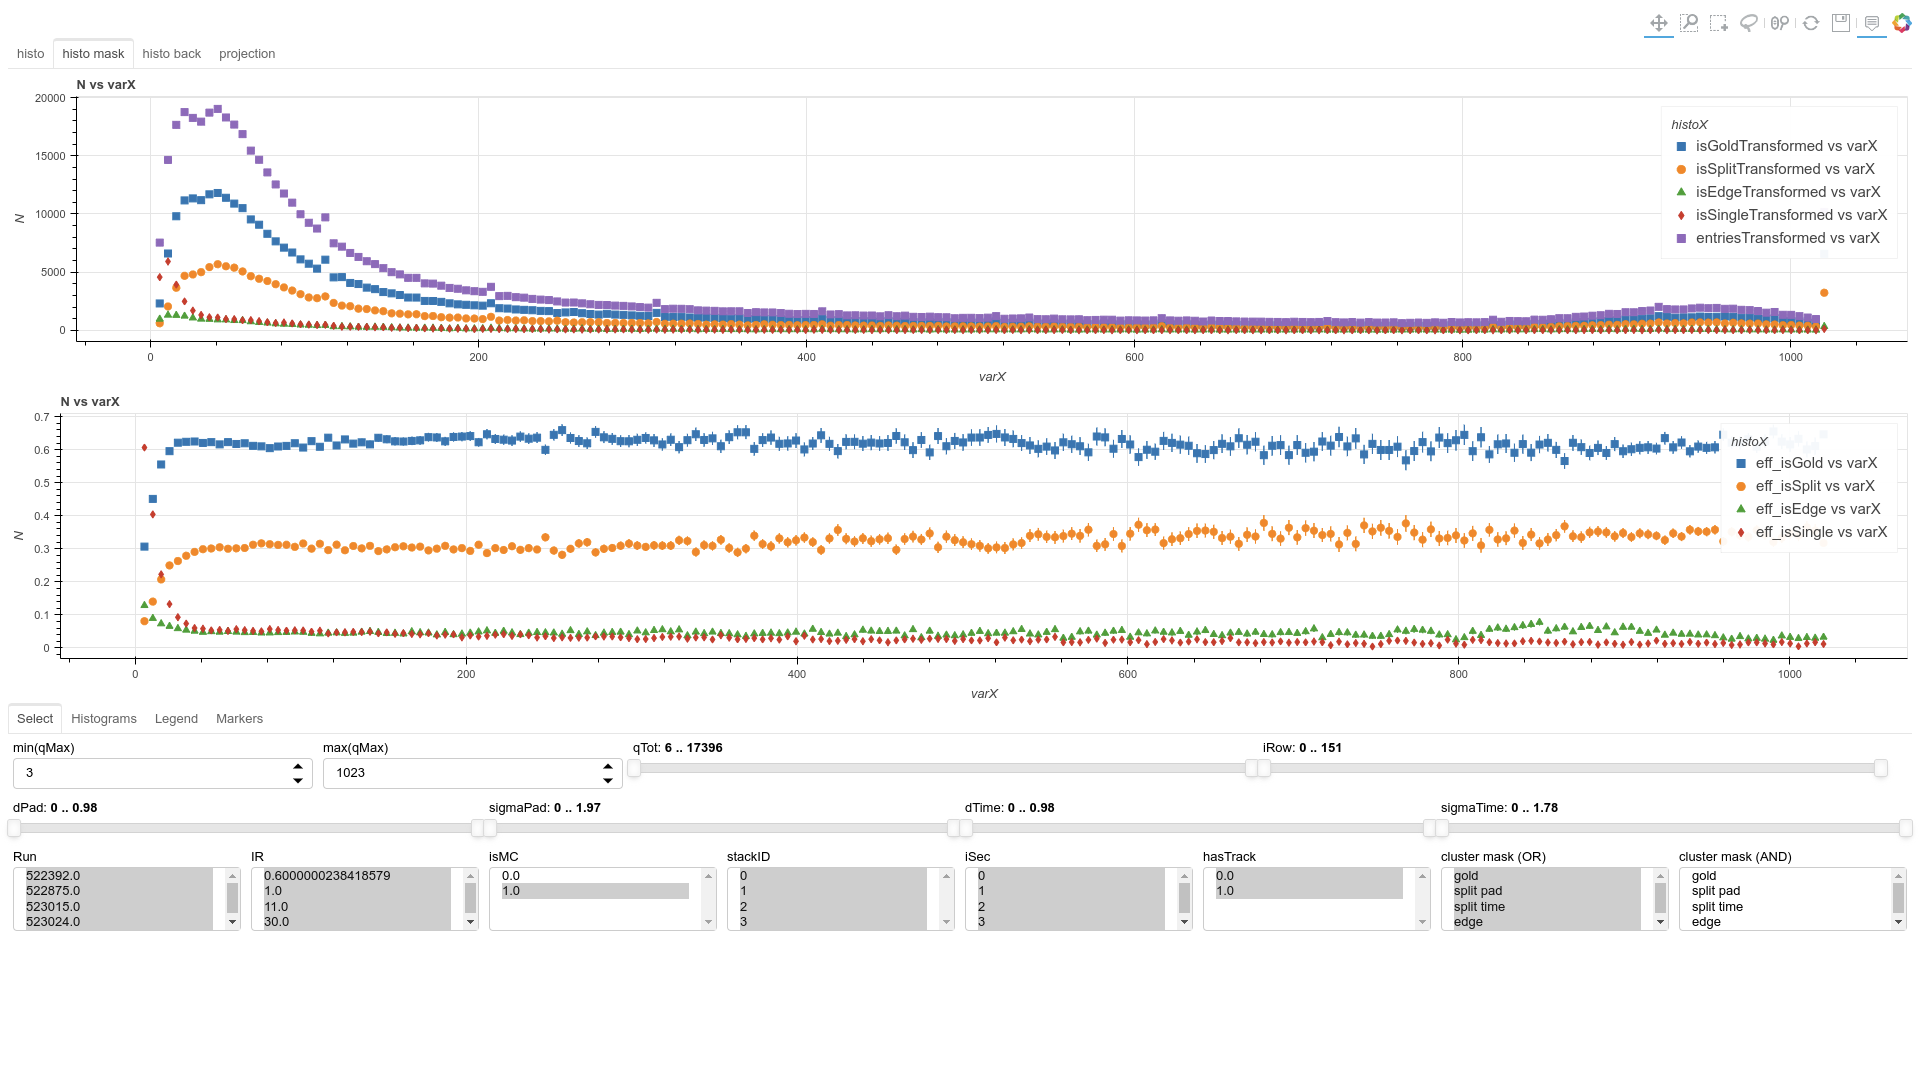 histo histo mask histo back projection
N vs varX
20000
15000
10000
5000
0
N
0 200 400 600 800 1000
varX
histoX
isGoldTransformed vs varX
isSplitTransformed vs varX
isEdgeTransformed vs varX
isSingleTransformed vs varX
entriesTransformed vs varX
N vs varX
0.7
0.6
0.5
0.4
0.3
0.2
0.1
0
N
0 200 400 600 800 1000
varX
histoX
eff_isGold vs varX
eff_isSplit vs varX
eff_isEdge vs varX
eff_isSingle vs varX
Select Histograms Legend Markers
min(qMax) max(qMax) qTot: 6 .. 17396 iRow: 0 .. 151
3 1023
dPad: 0 .. 0.98 sigmaPad: 0 .. 1.97 dTime: 0 .. 0.98 sigmaTime: 0 .. 1.78
Run IR isMC stackID iSec hasTrack cluster mask (OR) cluster mask (AND)
522392.0 0.6000000238418579 0.0 0 0 0.0 gold gold
522875.0 1.0 1.0 1 1 1.0 split pad split pad
523015.0 11.0 2 2 split time split time
523024.0 30.0 3 3 edge edge